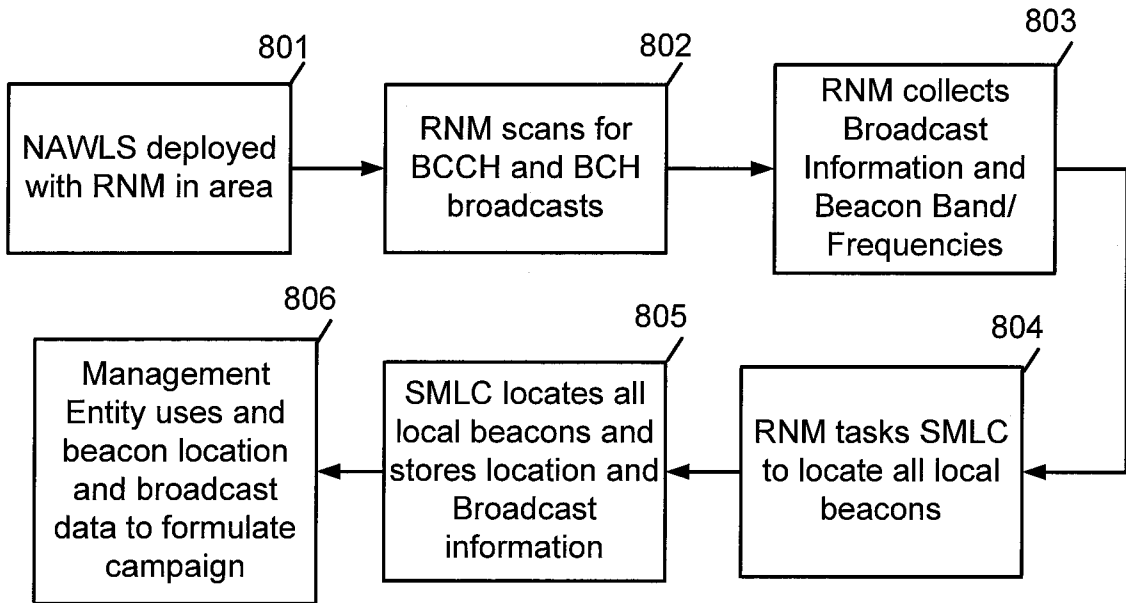 801
NAWLS deployed
with RNM in area
802
RNM scans for
BCCH and BCH
broadcasts
803
RNM collects
Broadcast
Information and
Beacon Band/
Frequencies
804
RNM tasks SMLC
to locate all local
beacons
805
SMLC locates all
local beacons and
stores location and
Broadcast
information
806
Management
Entity uses and
beacon location
and broadcast
data to formulate
campaign